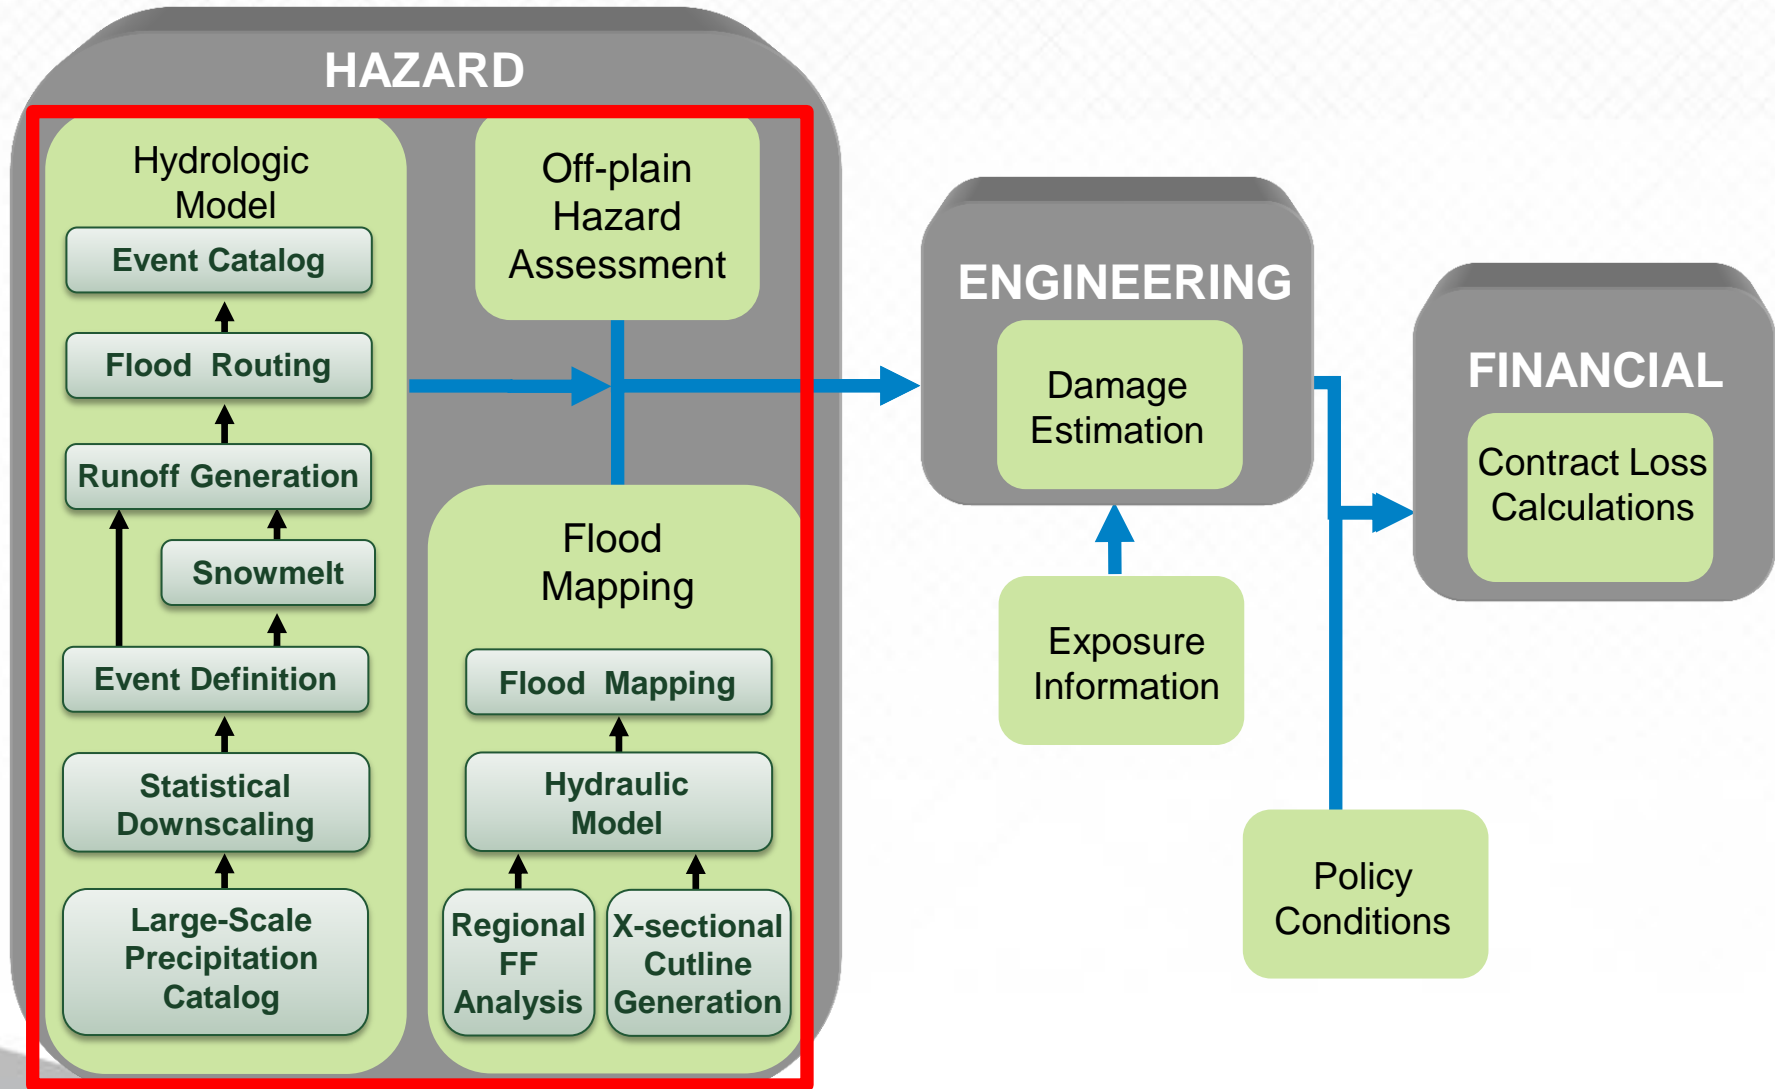 HAZARD
Hydrologic
Model
Event Catalog
Flood Routing
Runoff Generation
Snowmelt
Event Definition
Statistical
Downscaling
Large-Scale
Precipitation
Catalog
Off-plain
Hazard
Assessment
Flood
Mapping
Flood Mapping
Hydraulic
Model
Regional
FF
Analysis
X-sectional
Cutline
Generation
ENGINEERING
Damage
Estimation
Exposure
Information
FINANCIAL
Contract Loss
Calculations
Policy
Conditions